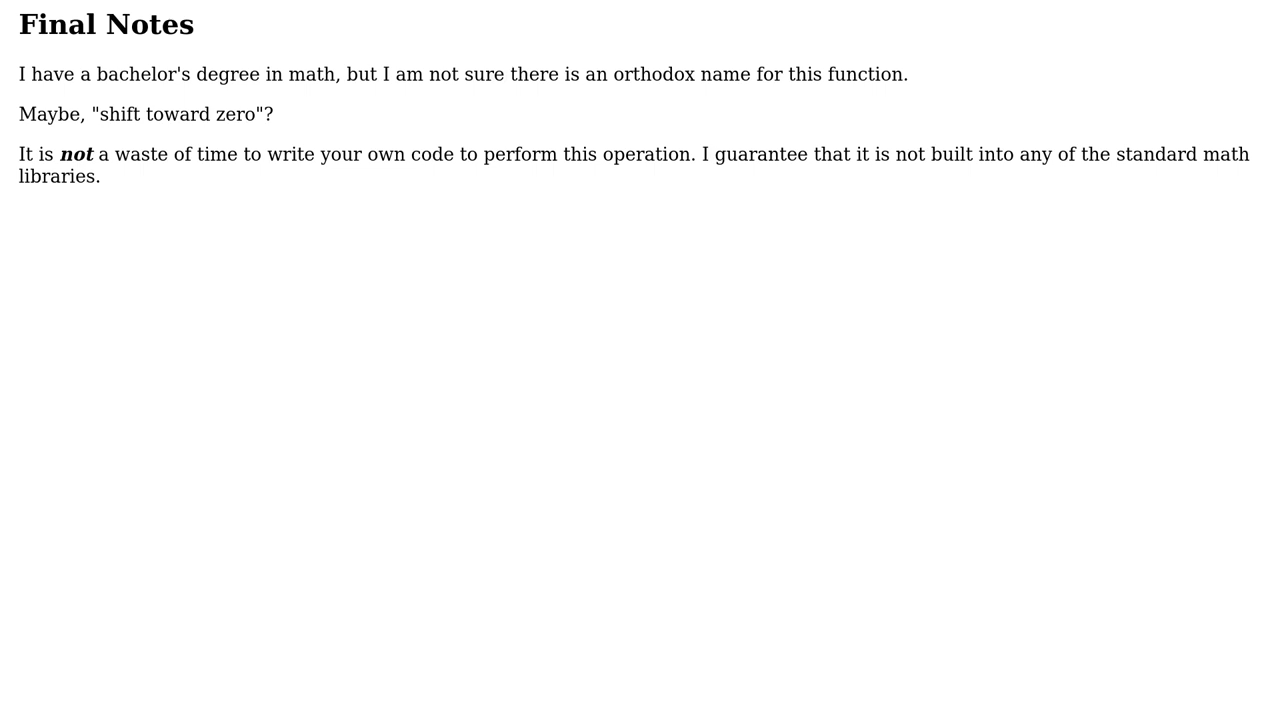 Final Notes
I have a bachelor's degree in math, but I am not sure there is an orthodox name for this function.
Maybe, "shift toward zero"?
It is not a waste of time to write your own code to perform this operation. I guarantee that it is not built into any of the standard math
libraries.